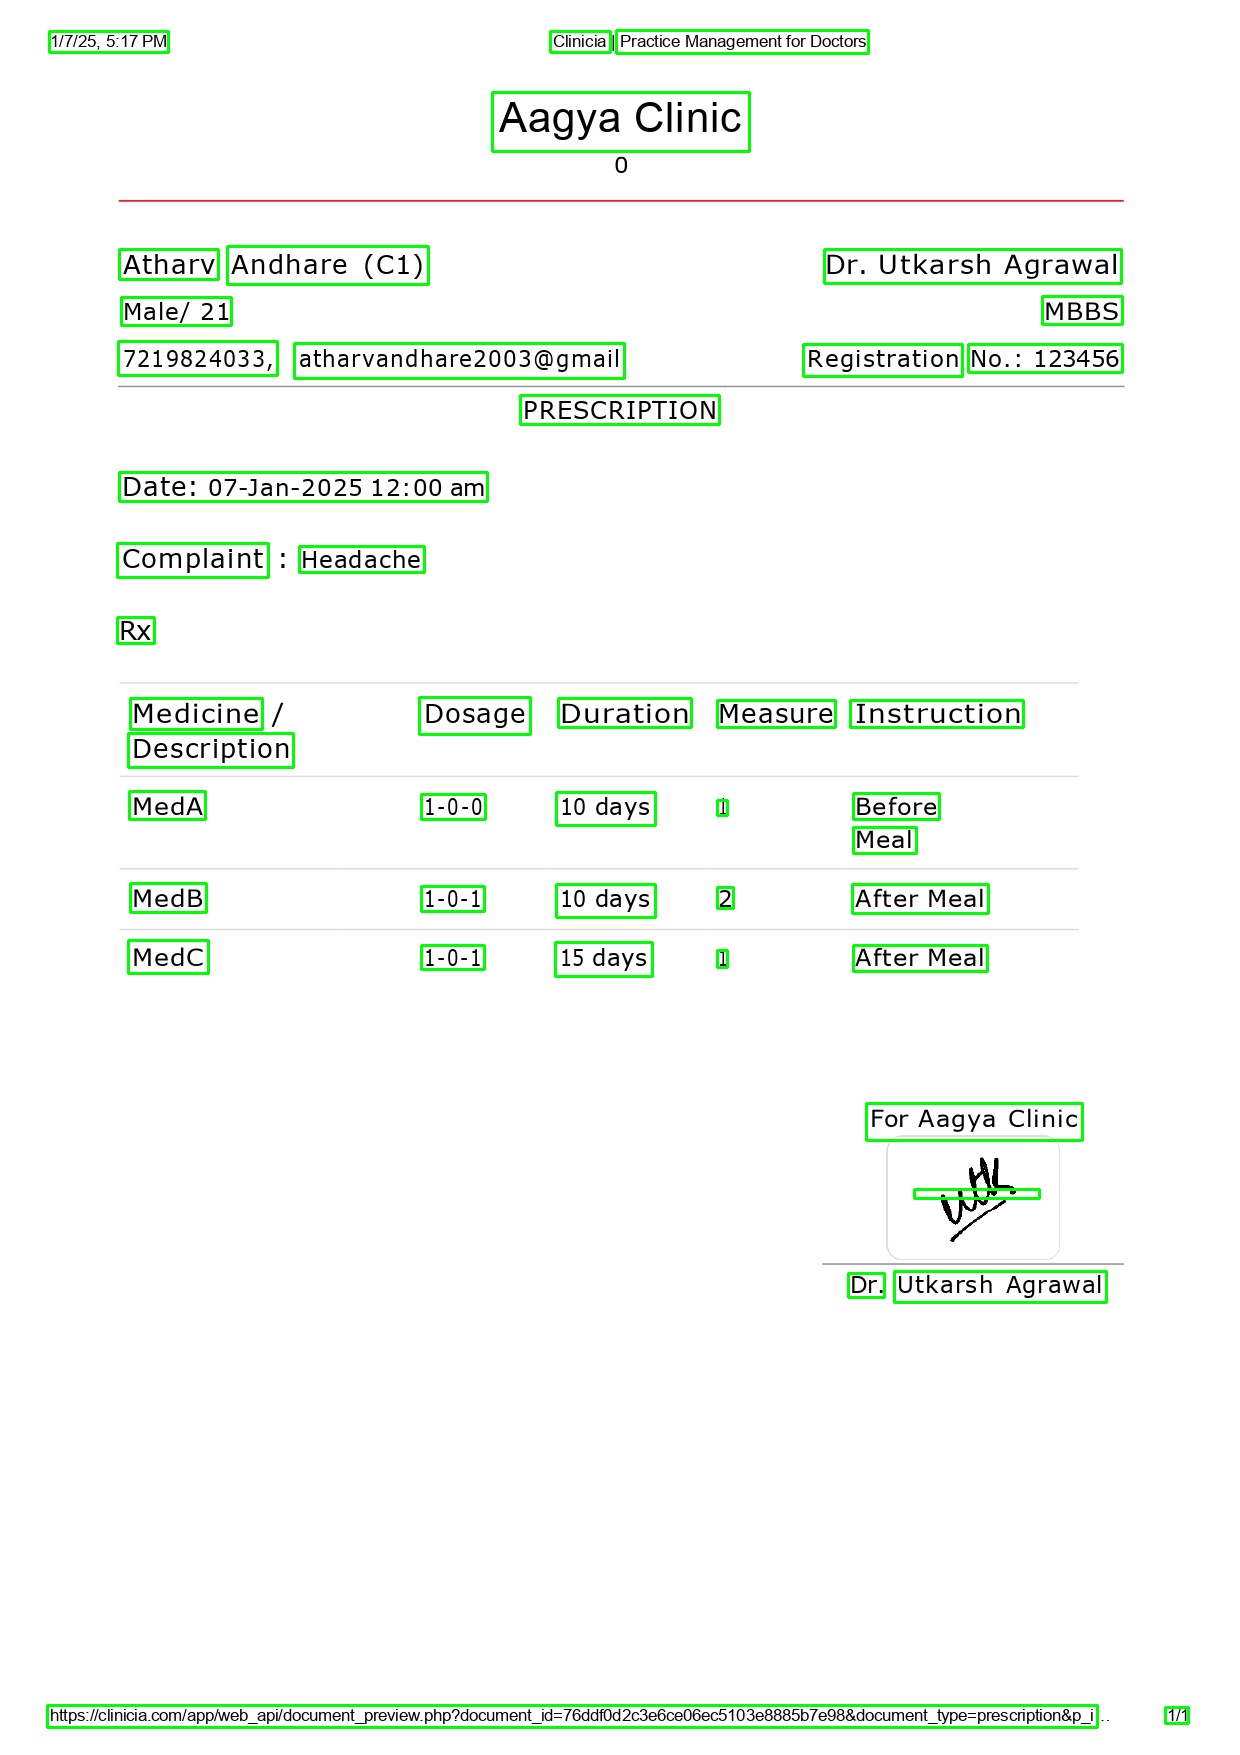 1/7/25, 5:17 PM Clinicia | Practice Management for Doctors
Aagya Clinic
0
Atharv Andhare (C1) Dr. Utkarsh Agrawal
Male/ 21 MBBS
7219824033, atharvandhare2003@gmail Registration No.: 123456
PRESCRIPTION
Date: 07-Jan-2025 12:00 am
Complaint : Headache
Rx
Medicine / Dosage Duration Measure Instruction
Description
MedA 1-0-0 10 days 1 Before
Meal
MedB 1-0-1 10 days 2 After Meal
MedC 1-0-1 15 days 1 After Meal
For Aagya Clinic
Utk
Dr. Utkarsh Agrawal
https://clinicia.com/app/web_api/document_preview.php?document_id=76ddf0d2c3e6ce06ec5103e8885b7e98&document_type=prescription&p_i… 1/1